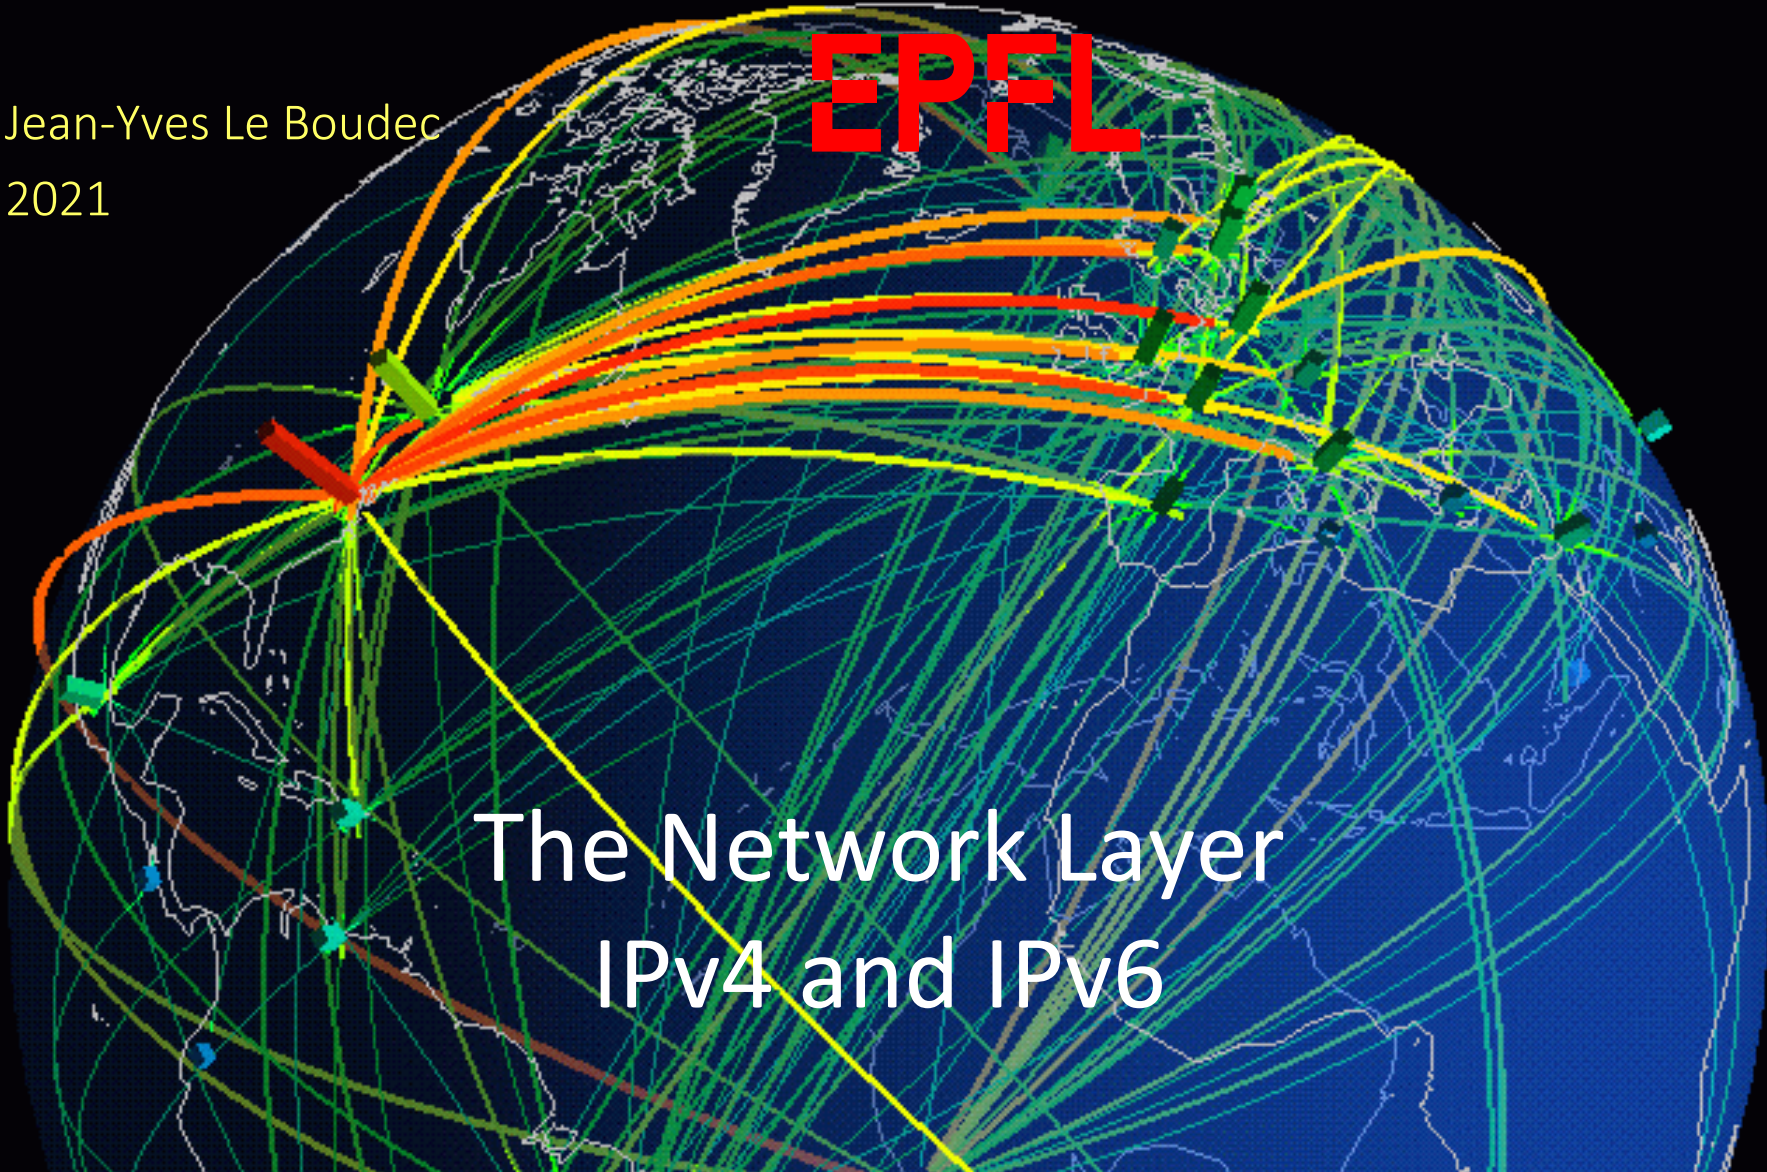 EPFL
Jean-Yves Le Boudec
2021
The Network Layer
IPv4 and IPv6